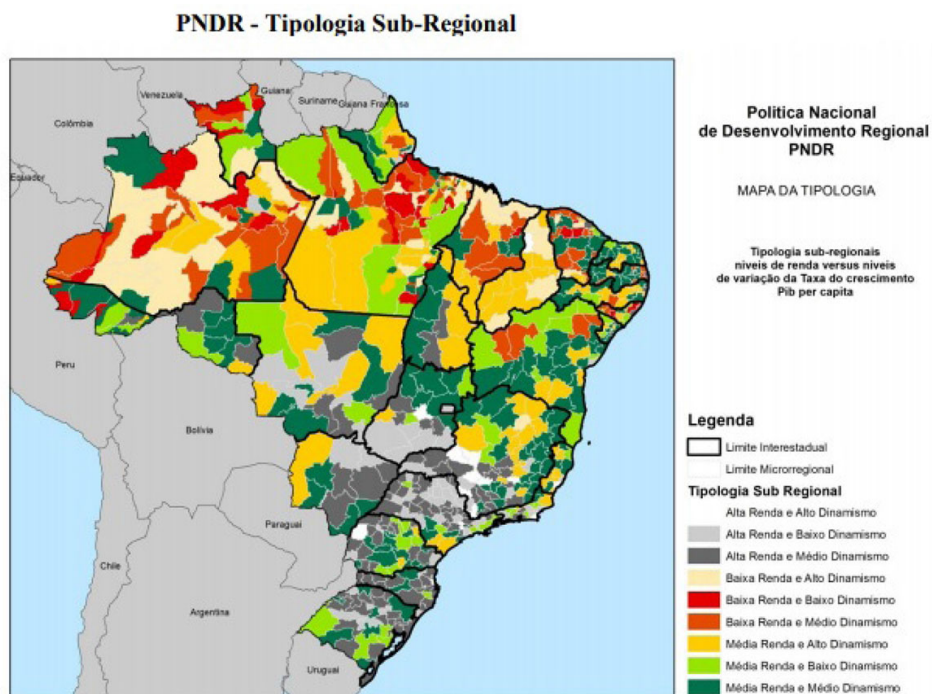 PNDR - Tipologia Sub-Regional
Venezuela
Guiana
Suriname
Guiana Francesa
Colômbia
Equador
Peru
Bolívia
Paraguai
Chile
Argentina
Uruguai
Política Nacional
de Desenvolvimento Regional
PNDR
MAPA DA TIPOLOGIA
Tipologia sub-regionais
níveis de renda versus níveis
de variação da Taxa do crescimento
Pib per capita
Legenda
Limite Interestadual
Limite Microrregional
Tipologia Sub Regional
Alta Renda e Alto Dinamismo
Alta Renda e Baixo Dinamismo
Alta Renda e Médio Dinamismo
Baixa Renda e Alto Dinamismo
Baixa Renda e Baixo Dinamismo
Baixa Renda e Médio Dinamismo
Média Renda e Alto Dinamismo
Média Renda e Baixo Dinamismo
Média Renda e Médio Dinamismo